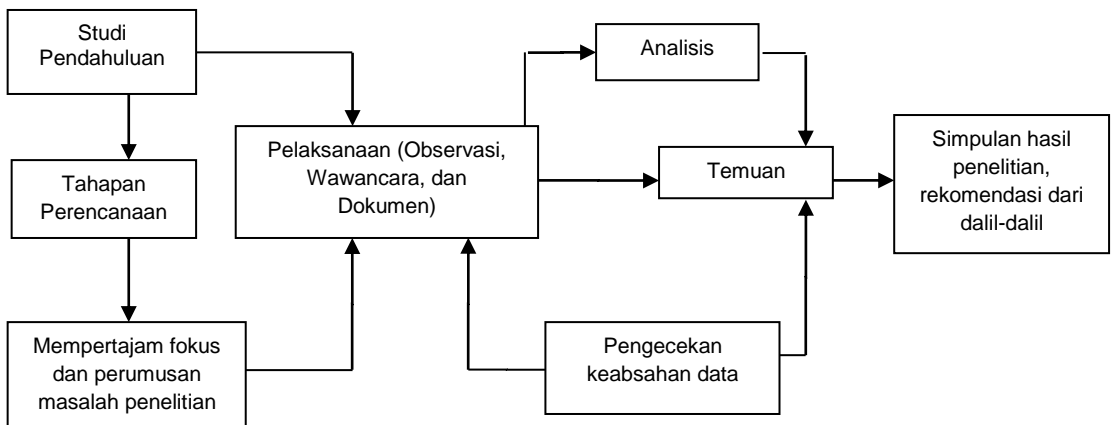 Studi
Pendahuluan
Tahapan
Perencanaan
Mempertajam fokus
dan perumusan
masalah penelitian
Pelaksanaan (Observasi,
Wawancara, dan
Dokumen)
Analisis
Temuan
Pengecekan
keabsahan data
Simpulan hasil
penelitian,
rekomendasi dari
dalil-dalil